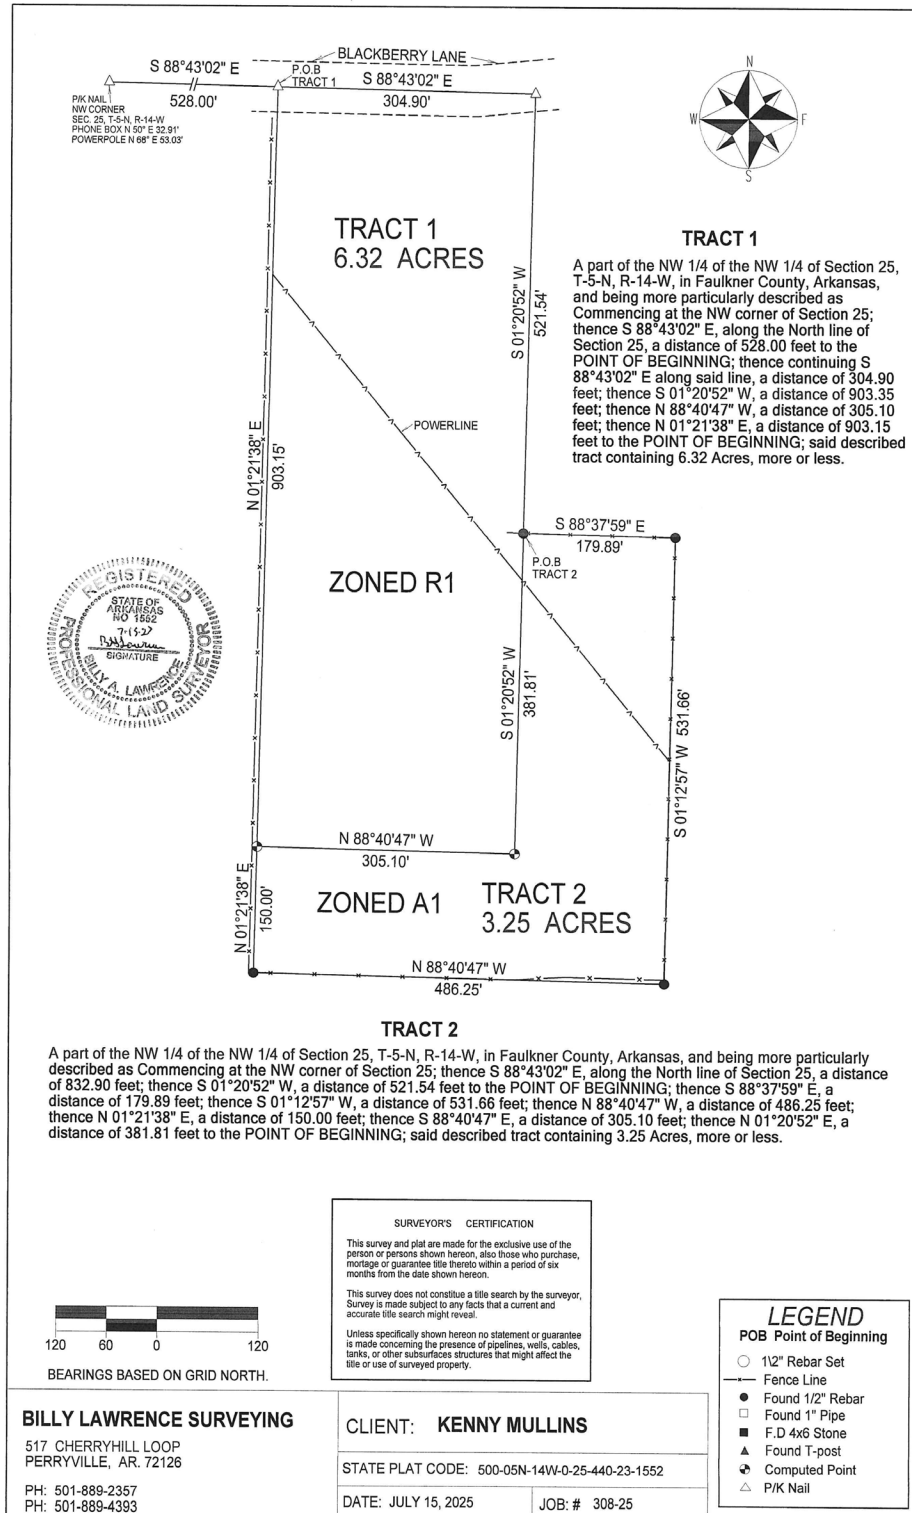 BLACKBERRY LANE
S 88°43'02" E
528.00'
P.O.B
TRACT 1
S 88°43'02" E
304.90'
P/K NAIL
NW CORNER
SEC. 25, T-5-N, R-14-W
PHONE BOX N 50° E 32.91'
POWERPOLE N 68° E 53.03'
N
W
E
S
TRACT 1
6.32 ACRES
S 01°20'52" W
521.54'
TRACT 1
A part of the NW 1/4 of the NW 1/4 of Section 25,
T-5-N, R-14-W, in Faulkner County, Arkansas,
and being more particularly described as
Commencing at the NW corner of Section 25;
thence S 88°43'02" E, along the North line of
Section 25, a distance of 528.00 feet to the
POINT OF BEGINNING; thence continuing S
88°43'02" E along said line, a distance of 304.90
feet; thence S 01°20'52" W, a distance of 903.35
feet; thence N 88°40'47" W, a distance of 305.10
feet; thence N 01°21'38" E, a distance of 903.15
feet to the POINT OF BEGINNING; said described
tract containing 6.32 Acres, more or less.
POWERLINE
N 01°21'38" E
903.15'
S 88°37'59" E
179.89'
P.O.B
TRACT 2
ZONED R1
REGISTERED
PROFESSIONAL LAND SURVEYOR
STATE OF
ARKANSAS
NO 1552
SIGNATURE
BILLY A. LAWRENCE
S 01°20'52" W
381.81'
S 01°12'57" W 531.66'
N 88°40'47" W
305.10'
N 01°21'38" E
150.00'
ZONED A1
TRACT 2
3.25 ACRES
N 88°40'47" W
486.25'
TRACT 2
A part of the NW 1/4 of the NW 1/4 of Section 25, T-5-N, R-14-W, in Faulkner County, Arkansas, and being more particularly
described as Commencing at the NW corner of Section 25; thence S 88°43'02" E, along the North line of Section 25, a distance
of 832.90 feet; thence S 01°20'52" W, a distance of 521.54 feet to the POINT OF BEGINNING; thence S 88°37'59" E, a
distance of 179.89 feet; thence S 01°12'57" W, a distance of 531.66 feet; thence N 88°40'47" W, a distance of 486.25 feet;
thence N 01°21'38" E, a distance of 150.00 feet; thence S 88°40'47" E, a distance of 305.10 feet; thence N 01°20'52" E, a
distance of 381.81 feet to the POINT OF BEGINNING; said described tract containing 3.25 Acres, more or less.
SURVEYOR'S CERTIFICATION
This survey and plat are made for the exclusive use of the
person or persons shown hereon, also those who purchase,
mortage or guarantee title thereto within a period of six
months from the date shown hereon.
This survey does not constitute a title search by the surveyor,
Survey is made subject to any facts that a current and
accurate title search might reveal.
Unless specifically shown hereon no statement or guarantee
is made concerning the presence of pipelines, wells, cables,
tanks, or other subsurfaces structures that might affect the
title or use of surveyed property.
120 60 0 120
BEARINGS BASED ON GRID NORTH.
LEGEND
POB Point of Beginning
1\2" Rebar Set
Fence Line
Found 1/2" Rebar
Found 1" Pipe
F.D 4x6 Stone
Found T-post
Computed Point
P/K Nail
BILLY LAWRENCE SURVEYING
517 CHERRYHILL LOOP
PERRYVILLE, AR. 72126
PH: 501-889-2357
PH: 501-889-4393
CLIENT: KENNY MULLINS
STATE PLAT CODE: 500-05N-14W-0-25-440-23-1552
DATE: JULY 15, 2025
JOB: # 308-25